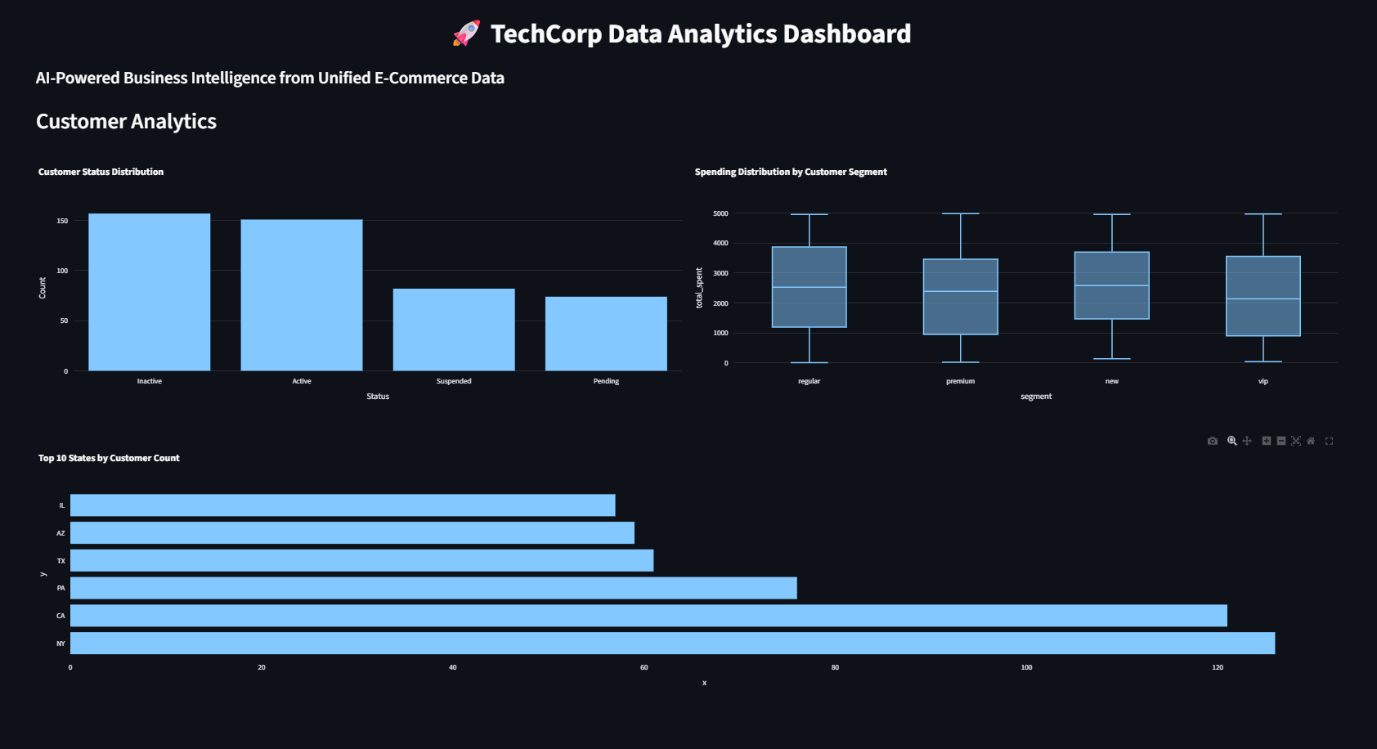 🚀 TechCorp Data Analytics Dashboard
AI-Powered Business Intelligence from Unified E-Commerce Data
Customer Analytics
Customer Status Distribution
150
100
50
0
Count
Inactive Active Suspended Pending
Status
Spending Distribution by Customer Segment
5000
4000
3000
2000
1000
0
total_spent
regular premium new vip
segment
Top 10 States by Customer Count
IL
AZ
TX
PA
CA
NY
y
0 20 40 60 80 100 120
x